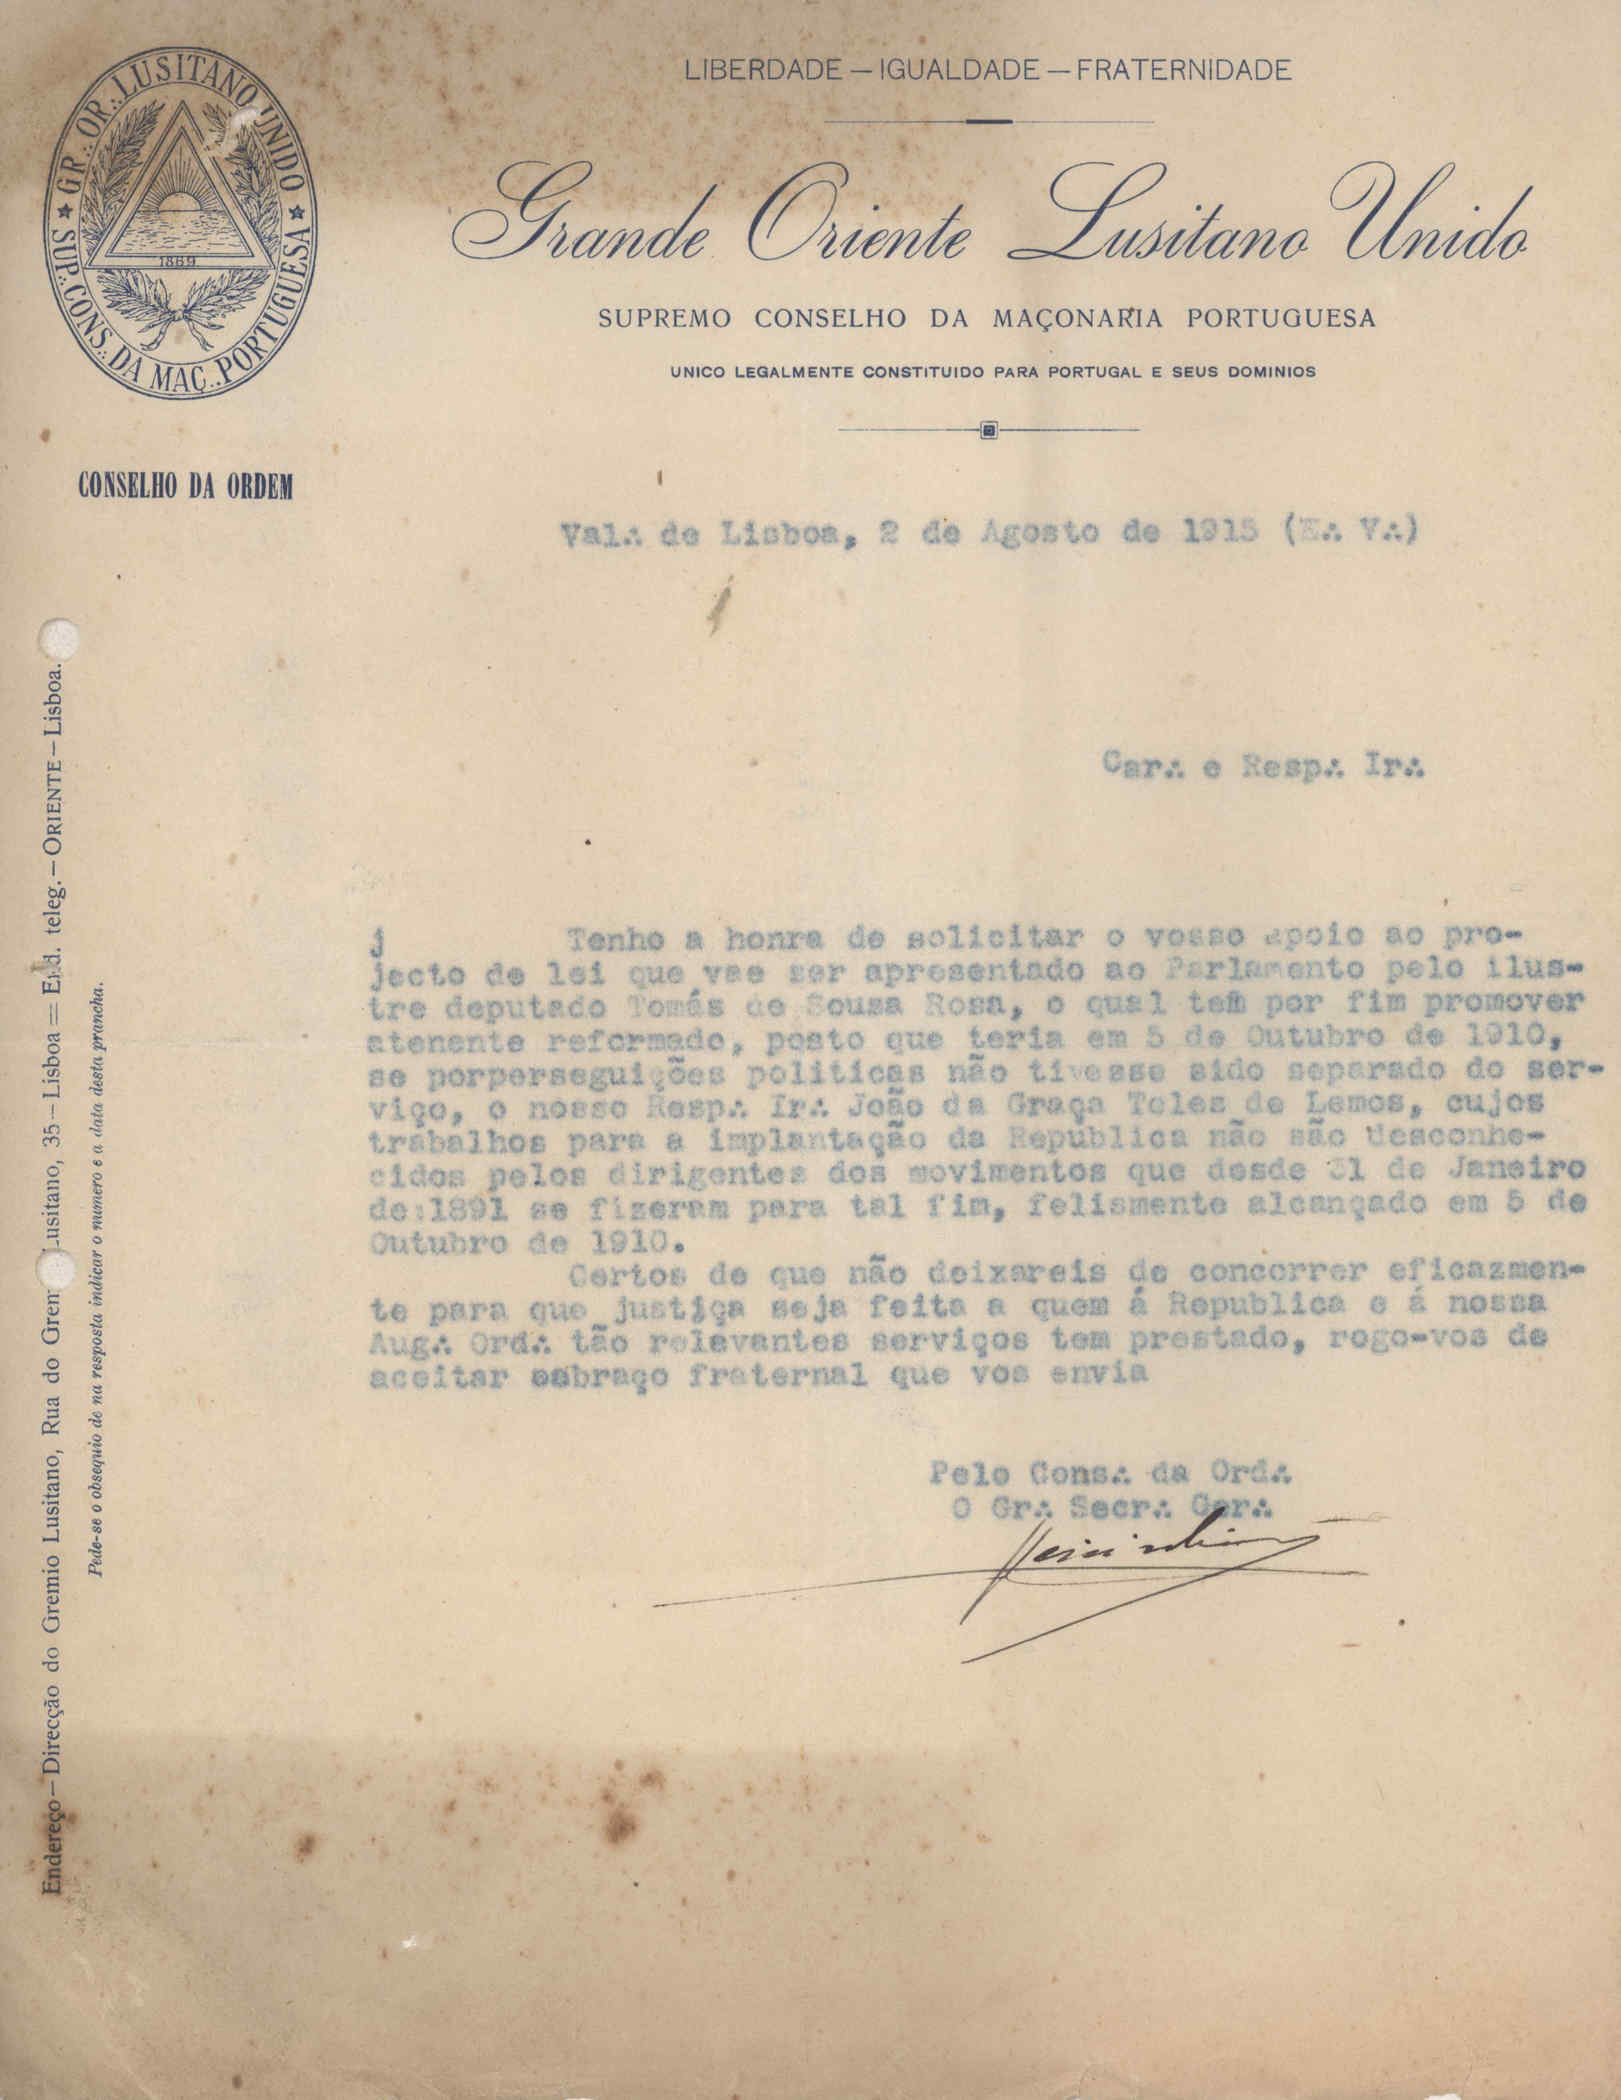 LIBERDADE — IGUALDADE — FRATERNIDADE
GR∴ OR∴ LUSITANO UNIDO
SUP∴ CONS∴ DA MAÇ∴ PORTUGUESA
1869
Grande Oriente Lusitano Unido
SUPREMO CONSELHO DA MAÇONARIA PORTUGUESA
UNICO LEGALMENTE CONSTITUIDO PARA PORTUGAL E SEUS DOMINIOS
CONSELHO DA ORDEM
Val∴ de Lisboa, 2 de Agosto de 1915 (E∴ V∴)
Car∴ e Resp∴ Ir∴
j Tenho a honra de solicitar o vosso apoio ao pro-
jecto de lei que vae ser apresentado ao Parlamento pelo ilus-
tre deputado Tomás de Sousa Rosa, o qual tem por fim promover
atenente reformado, posto que teria em 5 de Outubro de 1910,
se porperseguições politicas não tivesse sido separado do ser-
viço, o nosso Resp∴ Ir∴ João da Graça Teles de Lemos, cujos
trabalhos para a implantação da Republica não são desconhe-
cidos pelos dirigentes dos movimentos que desde 31 de Janeiro
de 1891 se fizeram para tal fim, felismente alcançado em 5 de
Outubro de 1910.
Certos de que não deixareis de concorrer eficazmen-
te para que justiça seja feita a quem á Republica e á nossa
Aug∴ Ord∴ tão relevantes serviços tem prestado, rogo-vos de
aceitar oabraço fraternal que vos envia
Pelo Cons∴ da Ord∴
O Gr∴ Secr∴ Ger∴
Endereço — Direcção do Gremio Lusitano, Rua do Grem Lusitano, 35 — Lisboa = End. teleg. — ORIENTE — Lisboa.
Pede-se o obsequio de na resposta indicar o numero e a data desta prancha.